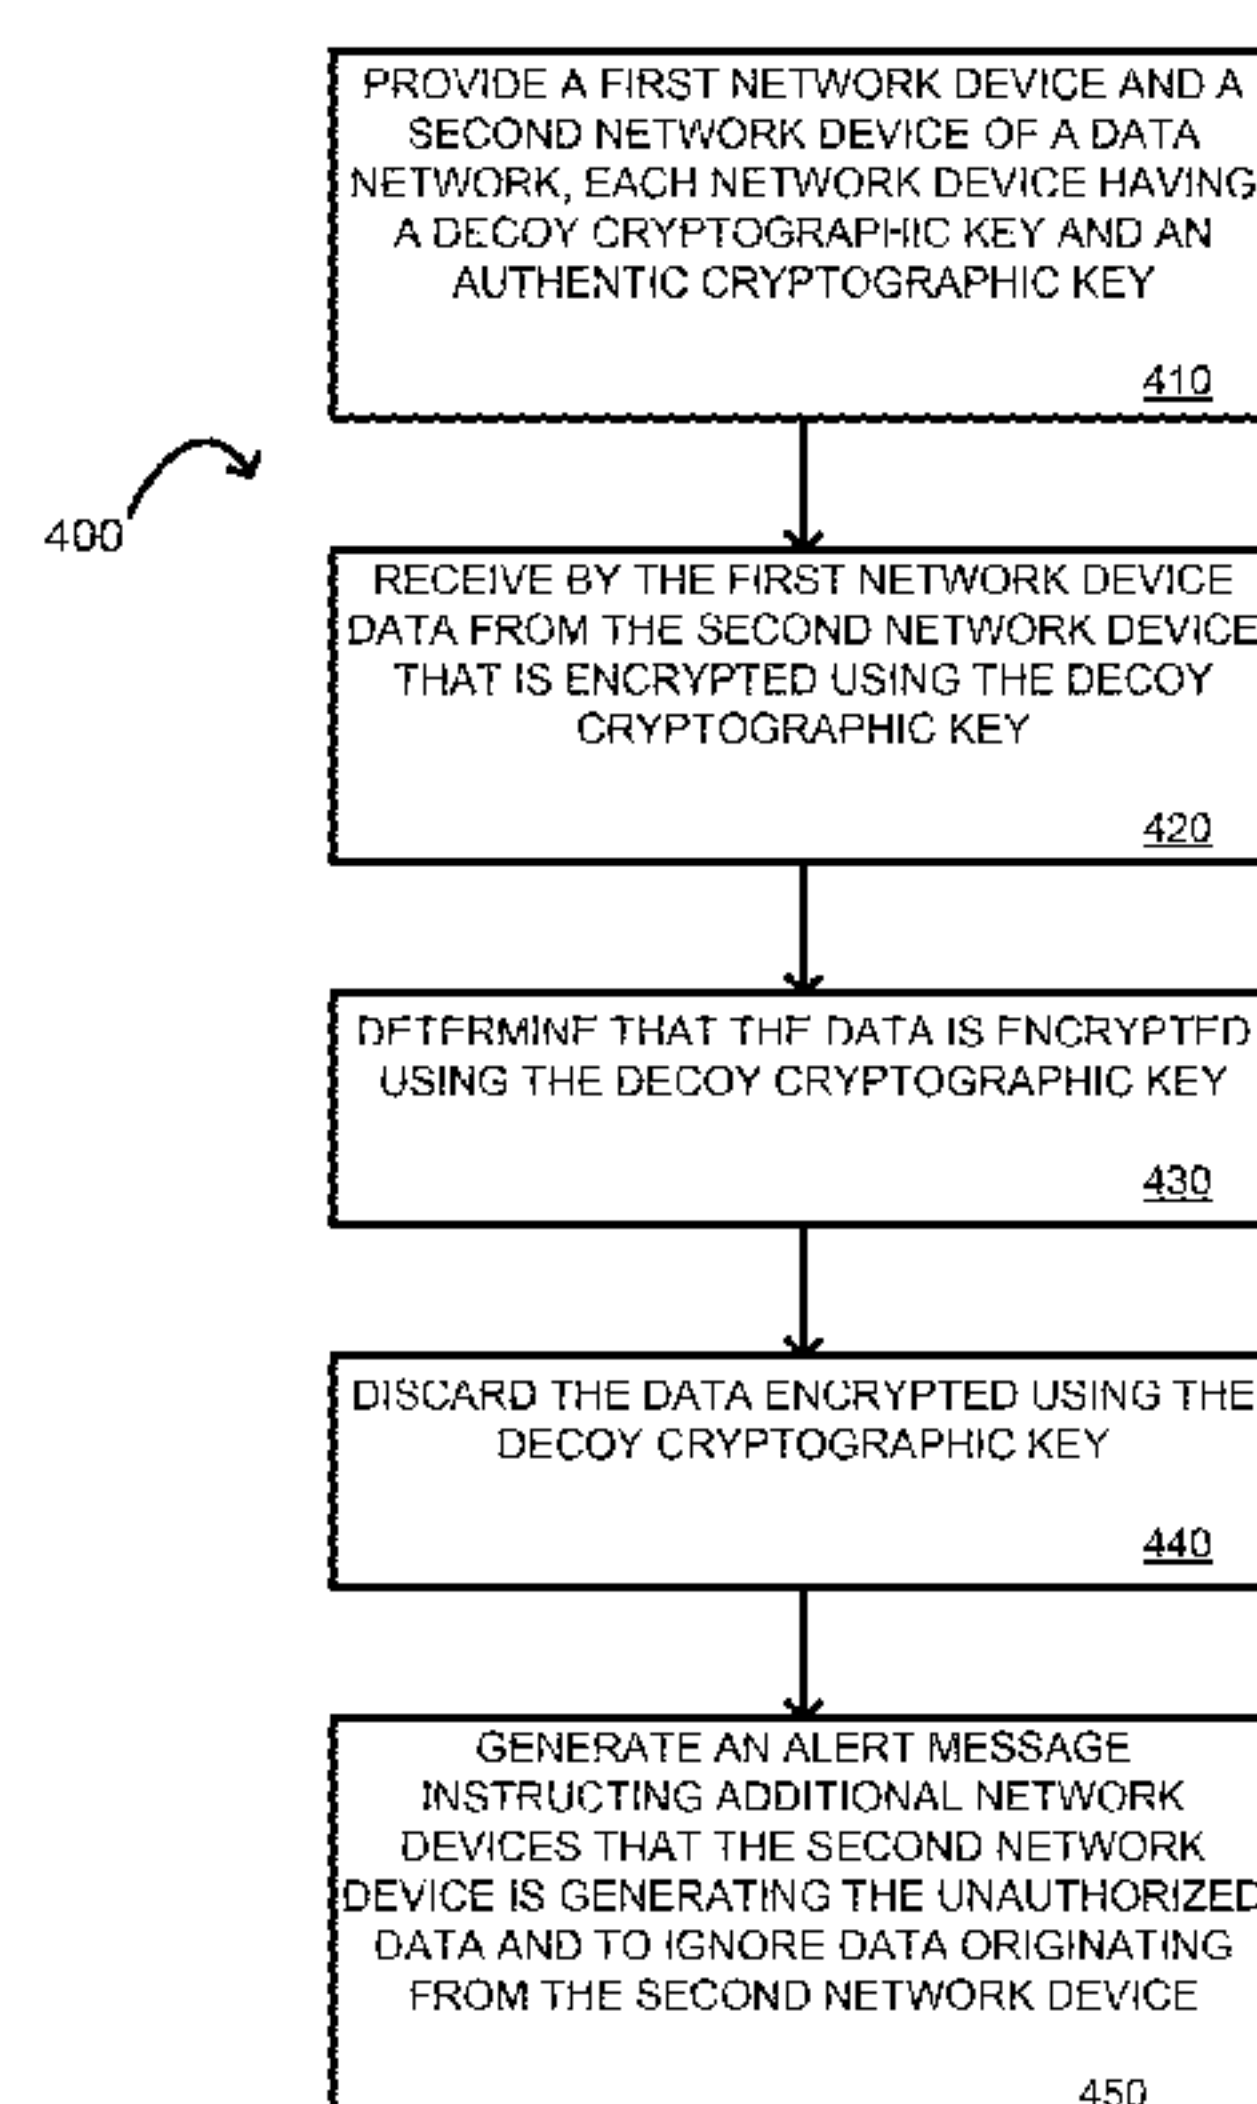 PROVIDE A FIRST NETWORK DEVICE AND A
SECOND NETWORK DEVICE OF A DATA
NETWORK, EACH NETWORK DEVICE HAVING
A DECOY CRYPTOGRAPHIC KEY AND AN
AUTHENTIC CRYPTOGRAPHIC KEY
410
400
RECEIVE BY THE FIRST NETWORK DEVICE
DATA FROM THE SECOND NETWORK DEVICE
THAT IS ENCRYPTED USING THE DECOY
CRYPTOGRAPHIC KEY
420
DETERMINE THAT THE DATA IS ENCRYPTED
USING THE DECOY CRYPTOGRAPHIC KEY
430
DISCARD THE DATA ENCRYPTED USING THE
DECOY CRYPTOGRAPHIC KEY
440
GENERATE AN ALERT MESSAGE
INSTRUCTING ADDITIONAL NETWORK
DEVICES THAT THE SECOND NETWORK
DEVICE IS GENERATING THE UNAUTHORIZED
DATA AND TO IGNORE DATA ORIGINATING
FROM THE SECOND NETWORK DEVICE
450